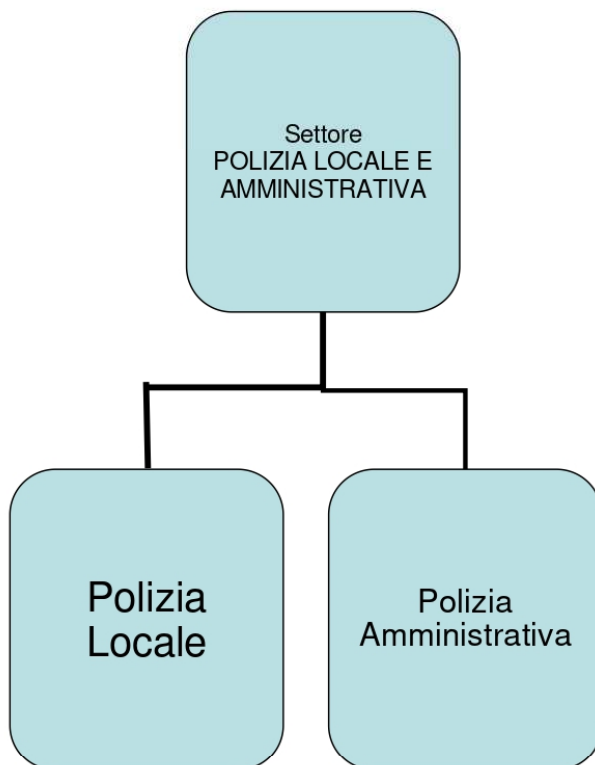 Settore
POLIZIA LOCALE E
AMMINISTRATIVA
Polizia
Locale
Polizia
Amministrativa